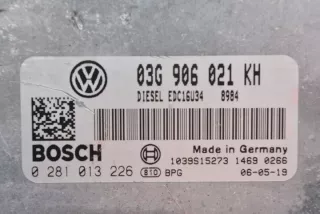 03G 906 021 KH
DIESEL EDC16U34 8984
Made in Germany
BOSCH
1039S15273 1469 0266
0 281 013 226 BPG 06-05-19